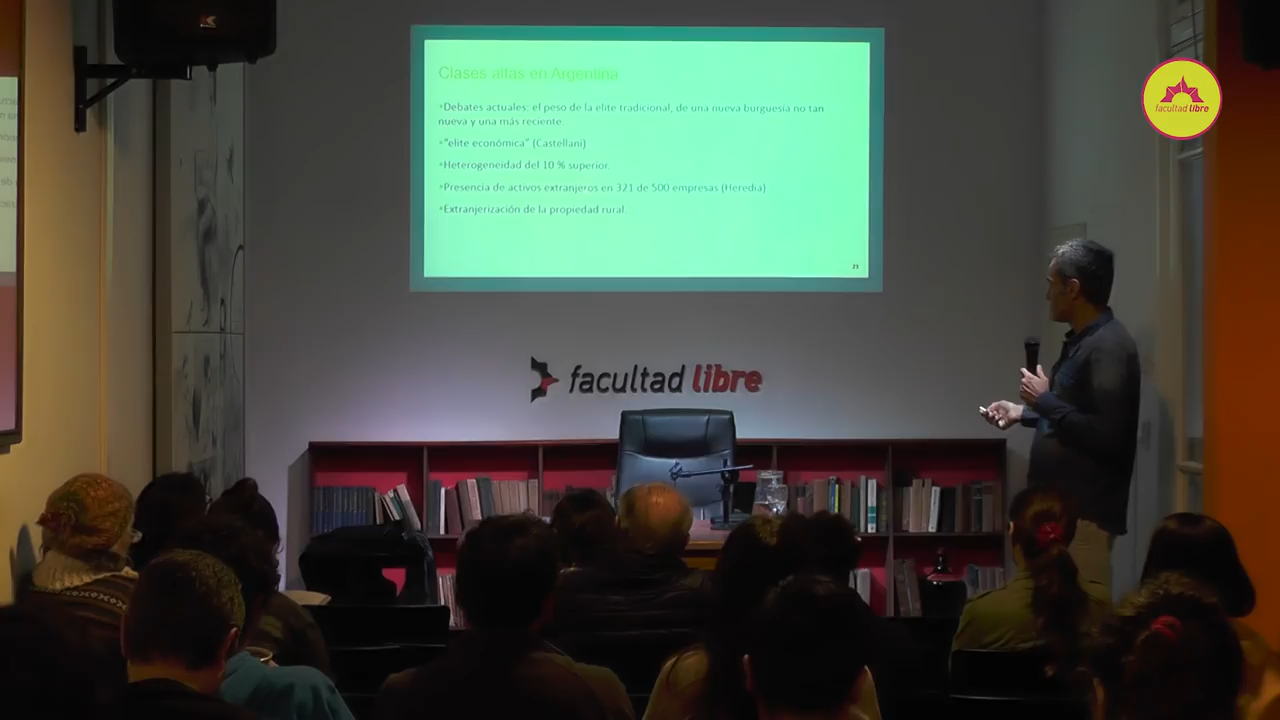 Clases altas en Argentina
•Debates actuales: el peso de la elite tradicional, de una nueva burguesía no tan
nueva y una más reciente.
•"elite económica" (Castellani)
•Heterogeneidad del 10 % superior.
•Presencia de activos extranjeros en 321 de 500 empresas (Heredia)
•Extranjerización de la propiedad rural.
23
facultad libre
facultad libre